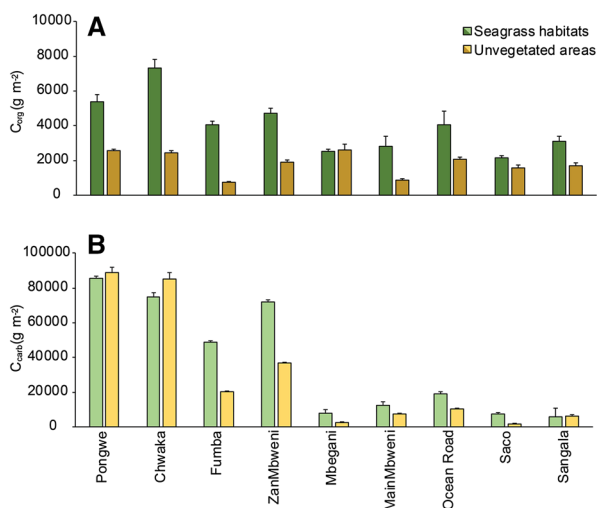 A
Seagrass habitats
Unvegetated areas
Corg (g m-2)
10000
8000
6000
4000
2000
0
B
Ccarb (g m-2)
100000
80000
60000
40000
20000
0
Pongwe
Chwaka
Fumba
ZanMbweni
Mbegani
MainMbweni
Ocean Road
Saco
Sangala